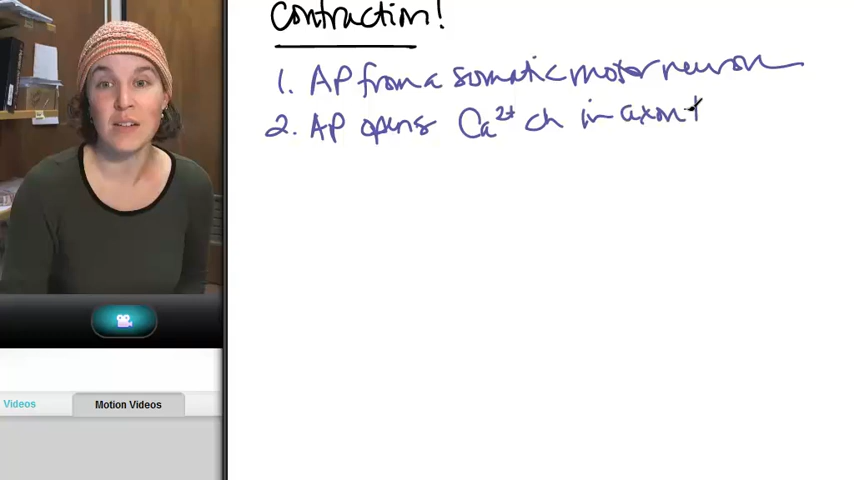 contraction!
1. AP from a somatic motor neuron
2. AP opens Ca2+ ch in axon t
Videos
Motion Videos